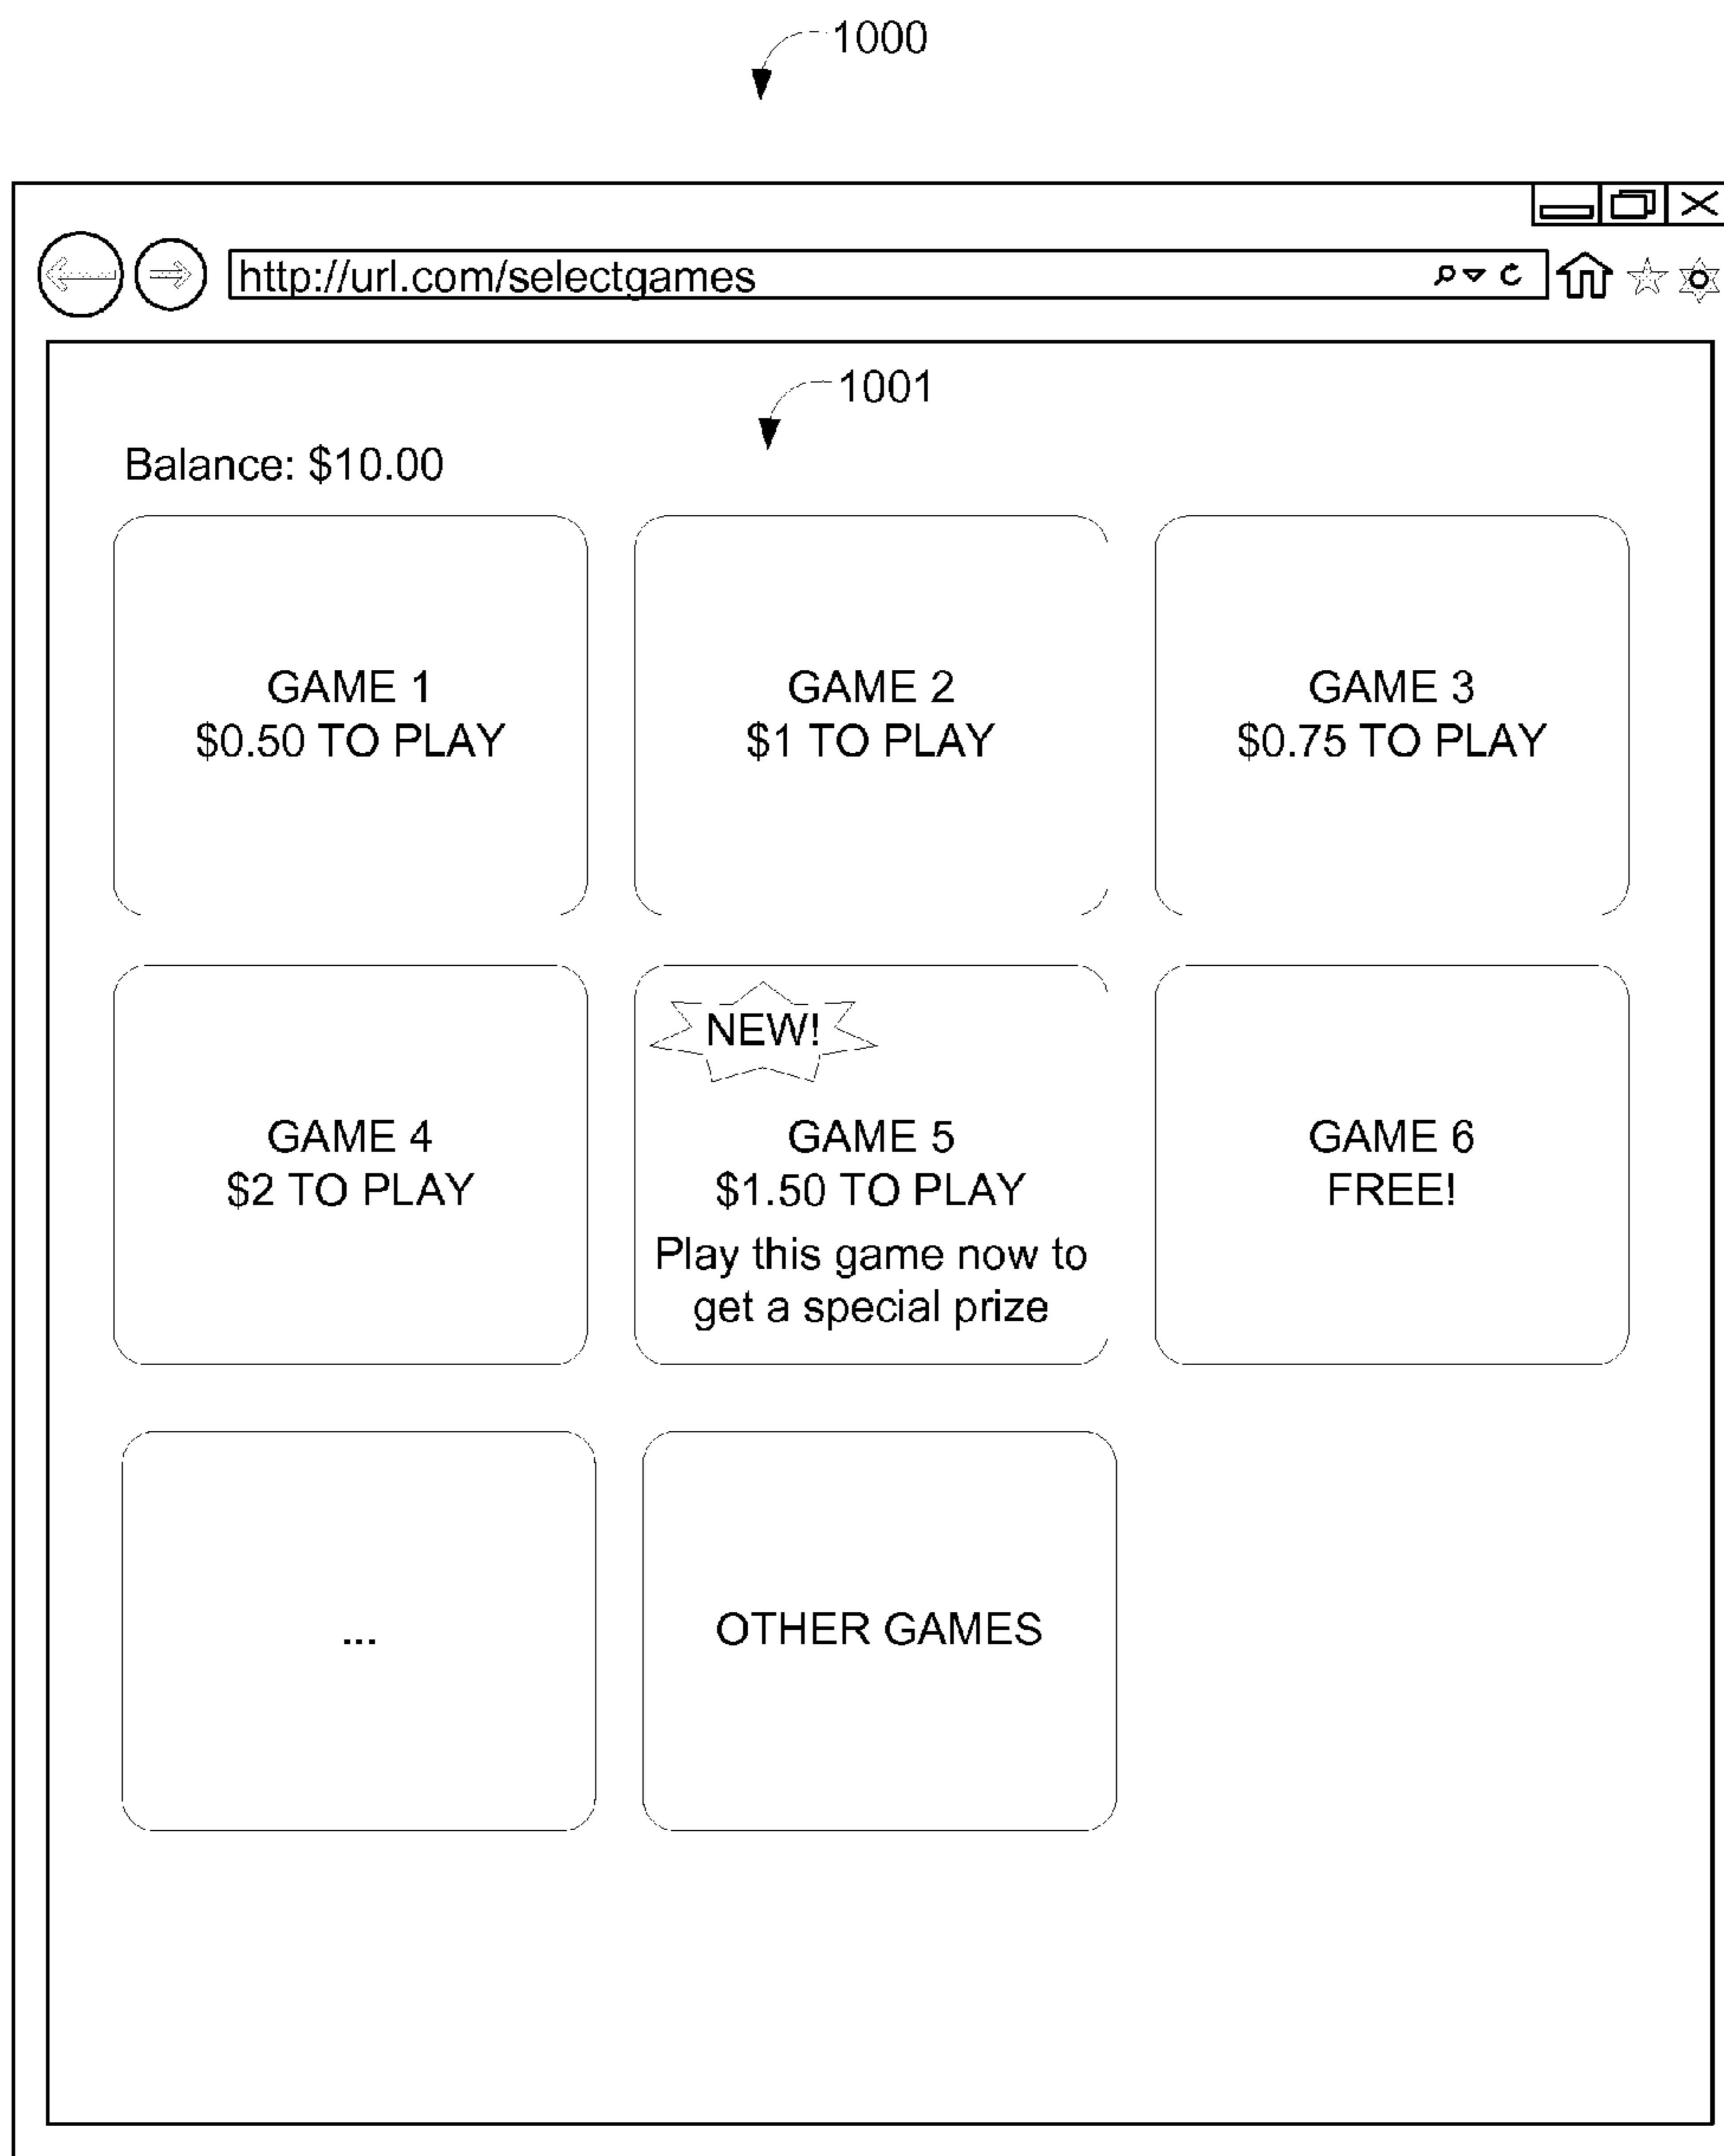 1000
http://url.com/selectgames
1001
Balance: $10.00
GAME 1
$0.50 TO PLAY
GAME 2
$1 TO PLAY
GAME 3
$0.75 TO PLAY
GAME 4
$2 TO PLAY
NEW!
GAME 5
$1.50 TO PLAY
Play this game now to
get a special prize
GAME 6
FREE!
...
OTHER GAMES